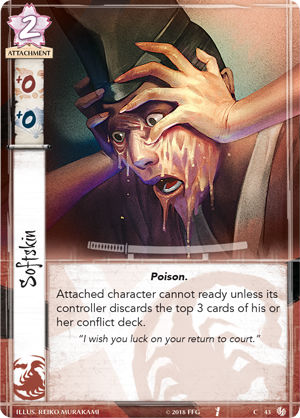 2
ATTACHMENT
+0
+0
Softskin
Poison.
Attached character cannot ready unless its
controller discards the top 3 cards of his or
her conflict deck.
"I wish you luck on your return to court."
ILLUS. REIKO MURAKAMI
© 2018 FFG
C 43